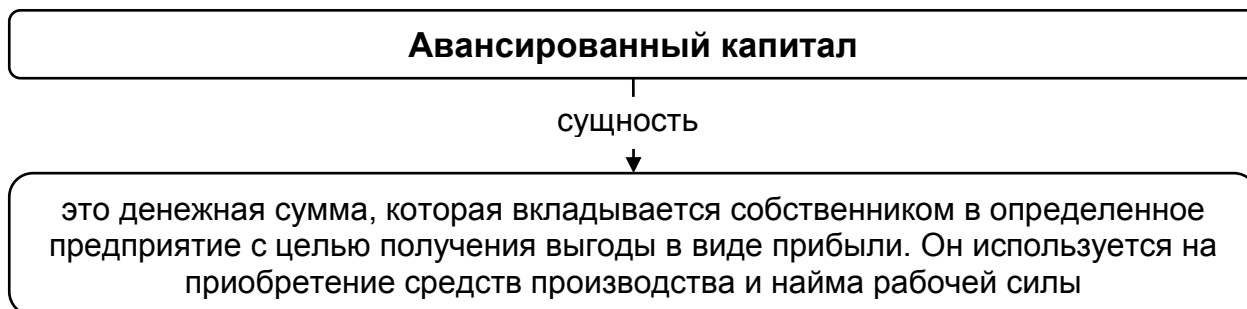 Авансированный капитал
сущность
это денежная сумма, которая вкладывается собственником в определенное
предприятие с целью получения выгоды в виде прибыли. Он используется на
приобретение средств производства и найма рабочей силы